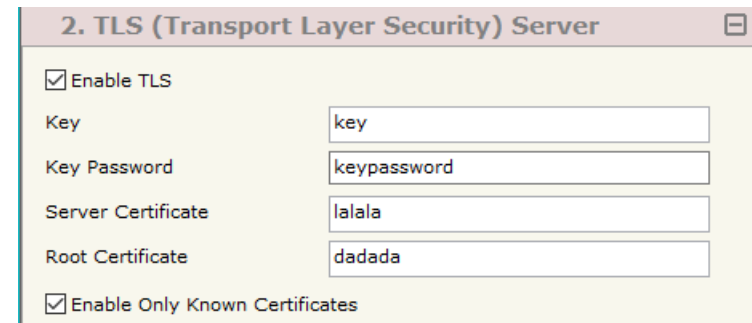 2. TLS (Transport Layer Security) Server
Enable TLS
Key key
Key Password keypassword
Server Certificate lalala
Root Certificate dadada
Enable Only Known Certificates